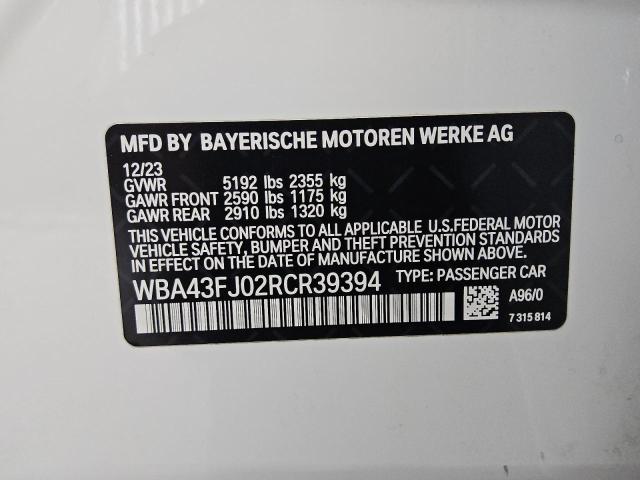 MFD BY BAYERISCHE MOTOREN WERKE AG
12/23
GVWR 5192 lbs 2355 kg
GAWR FRONT 2590 lbs 1175 kg
GAWR REAR 2910 lbs 1320 kg
THIS VEHICLE CONFORMS TO ALL APPLICABLE U.S.FEDERAL MOTOR
VEHICLE SAFETY, BUMPER AND THEFT PREVENTION STANDARDS
IN EFFECT ON THE DATE OF MANUFACTURE SHOWN ABOVE.
WBA43FJ02RCR39394 TYPE: PASSENGER CAR
A96/0
7 315 814